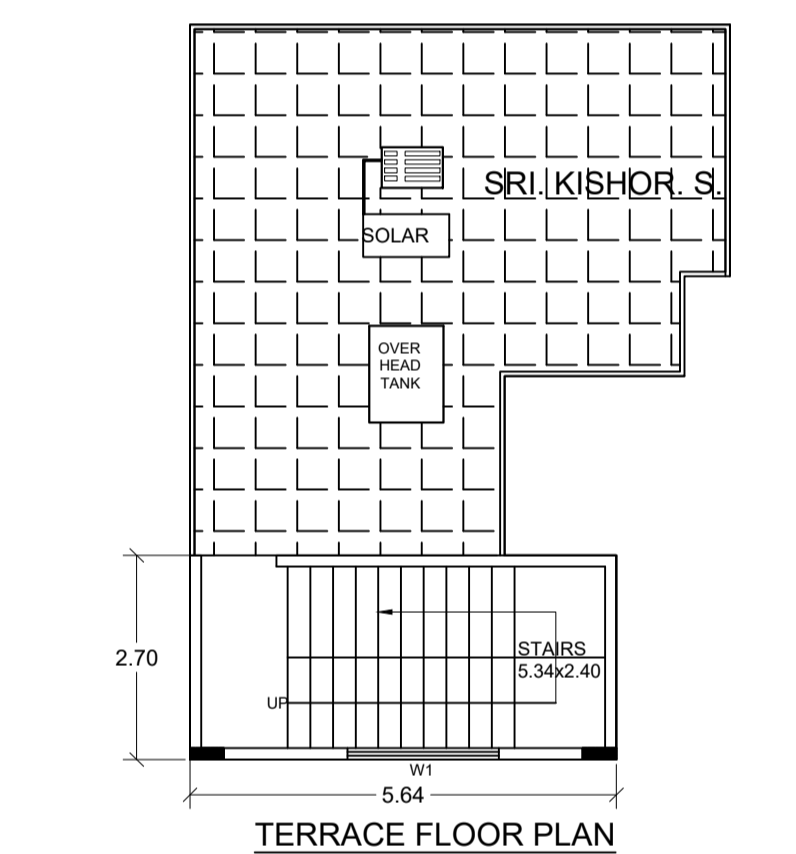 SRI. KISHOR. S.
SOLAR
OVER
HEAD
TANK
2.70
STAIRS
5.34x2.40
UP
W1
5.64
TERRACE FLOOR PLAN